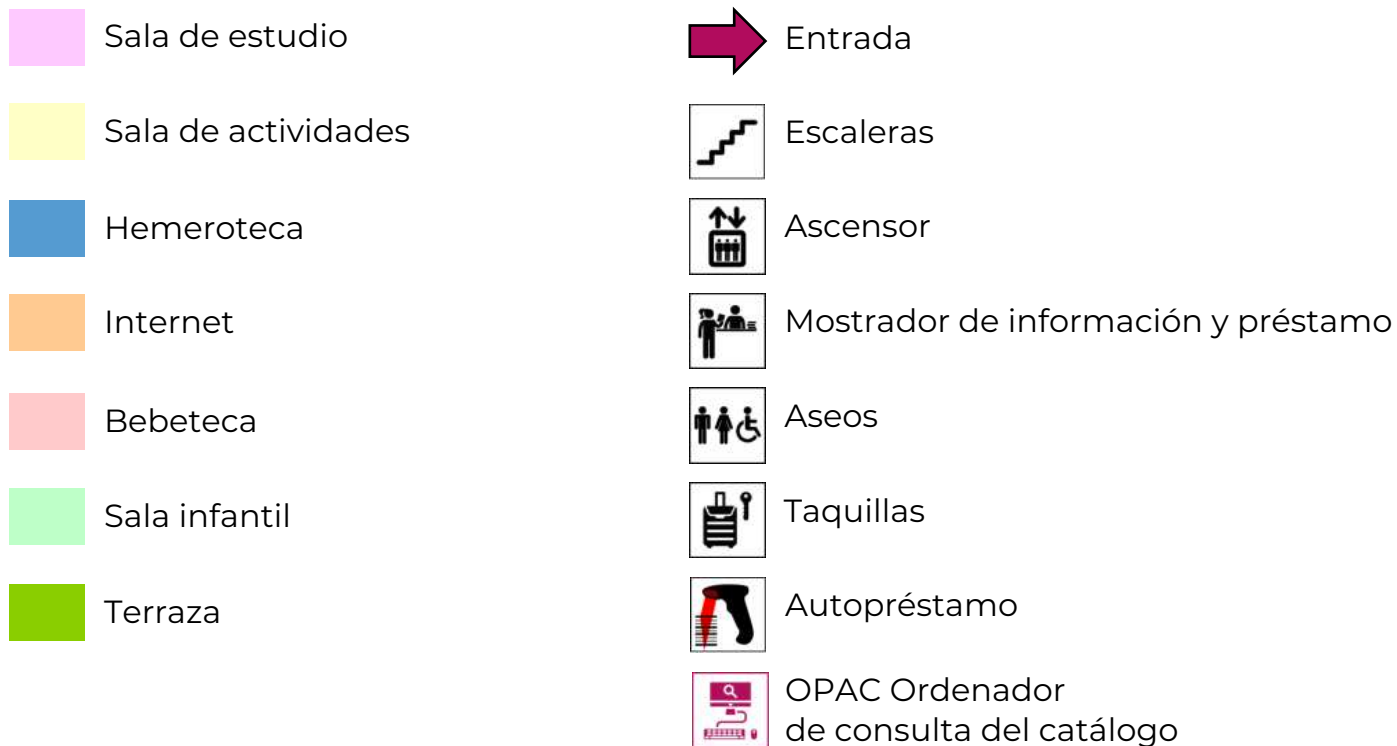 Sala de estudio
Sala de actividades
Hemeroteca
Internet
Bebeteca
Sala infantil
Terraza
Entrada
Escaleras
Ascensor
Mostrador de información y préstamo
Aseos
Taquillas
Autopréstamo
OPAC Ordenador
de consulta del catálogo